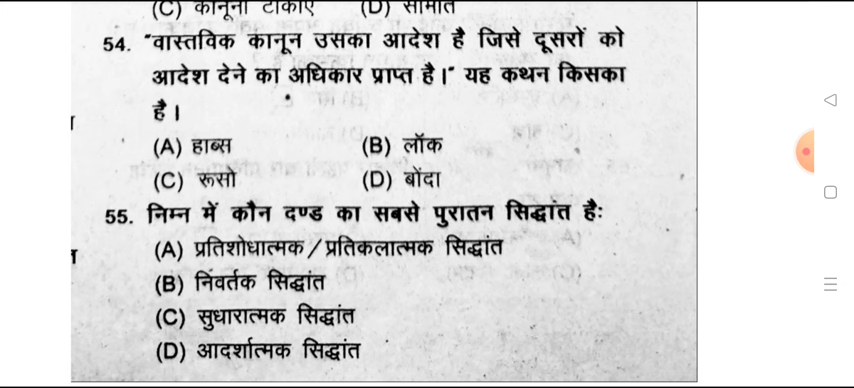 (C) कानूनी टीकाएँ (D) सीमित
54. "वास्तविक कानून उसका आदेश है जिसे दूसरों को
आदेश देने का अधिकार प्राप्त है।" यह कथन किसका
है।
(A) हाब्स (B) लॉक
(C) रूसो (D) बोंदा
55. निम्न में कौन दण्ड का सबसे पुरातन सिद्धांत है:
(A) प्रतिशोधात्मक/प्रतिकलात्मक सिद्धांत
(B) निवर्तक सिद्धांत
(C) सुधारात्मक सिद्धांत
(D) आदर्शात्मक सिद्धांत